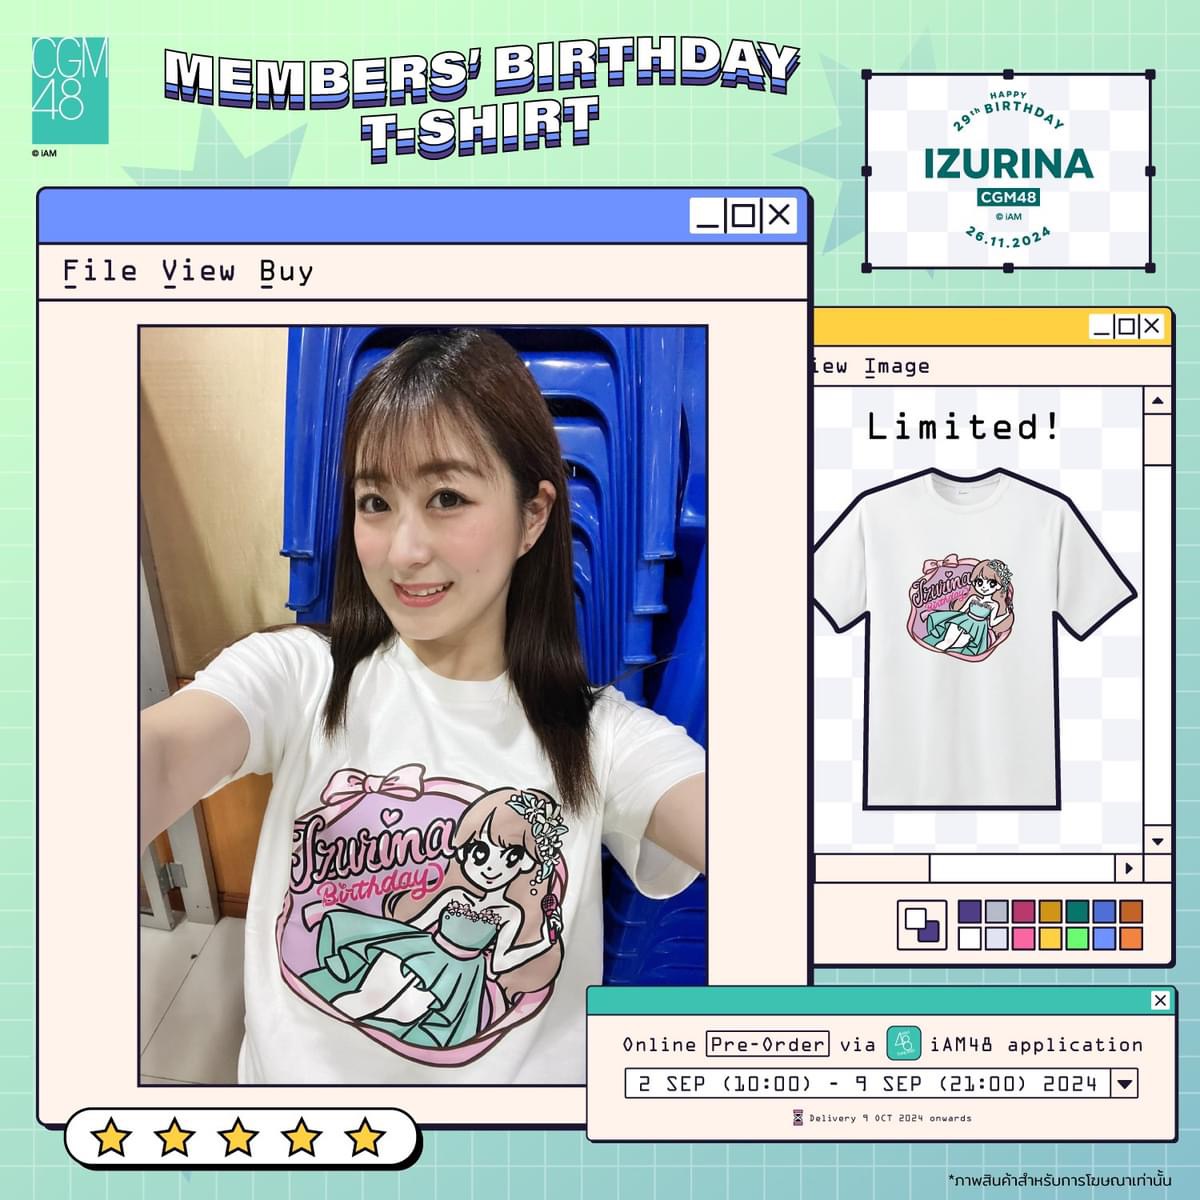 CGM
48
© iAM
MEMBERS' BIRTHDAY
T-SHIRT
HAPPY
29th BIRTHDAY
IZURINA
CGM48
© iAM
26.11.2024
File View Buy
iew Image
Limited!
Izurina
Birthday
Izurina
Birthday
Online Pre-Order via 48 iAM48 application
2 SEP (10:00) - 9 SEP (21:00) 2024
Delivery 9 OCT 2024 onwards
*ภาพสินค้าสำหรับการโฆษณาเท่านั้น